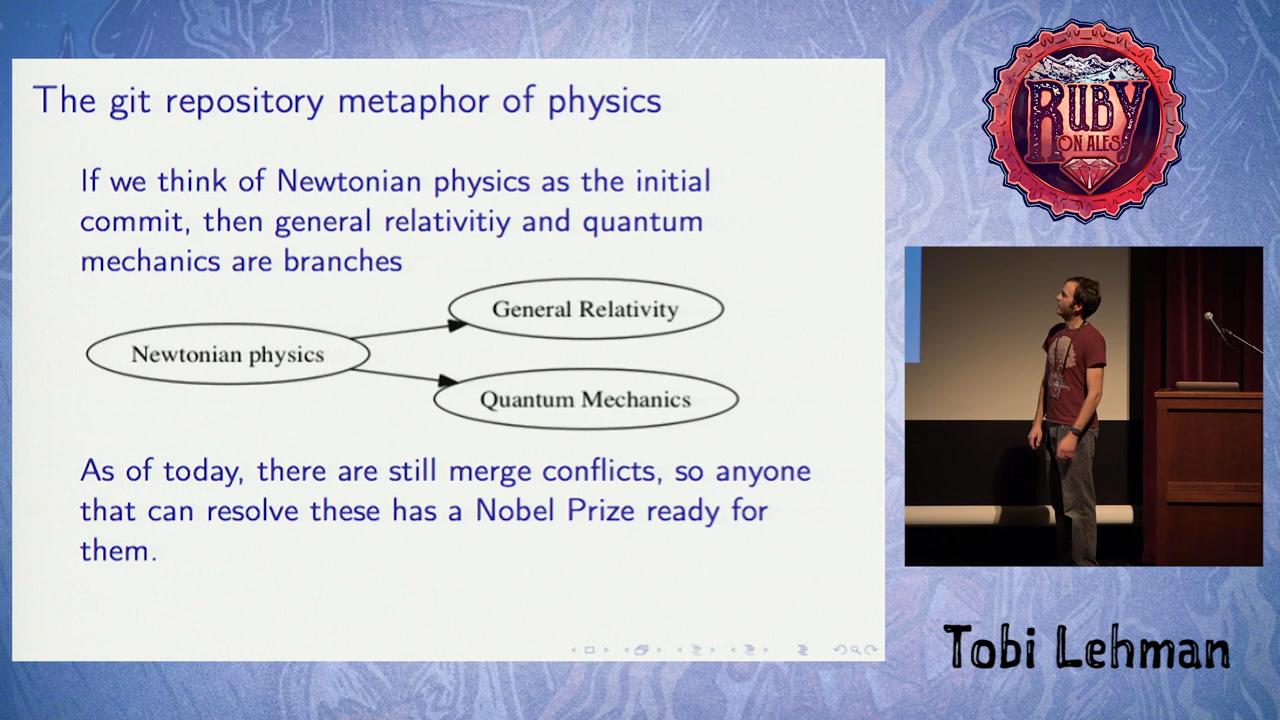 The git repository metaphor of physics
If we think of Newtonian physics as the initial
commit, then general relativitiy and quantum
mechanics are branches
General Relativity
Newtonian physics
Quantum Mechanics
As of today, there are still merge conflicts, so anyone
that can resolve these has a Nobel Prize ready for
them.
RUBY
ON ALES
Tobi Lehman